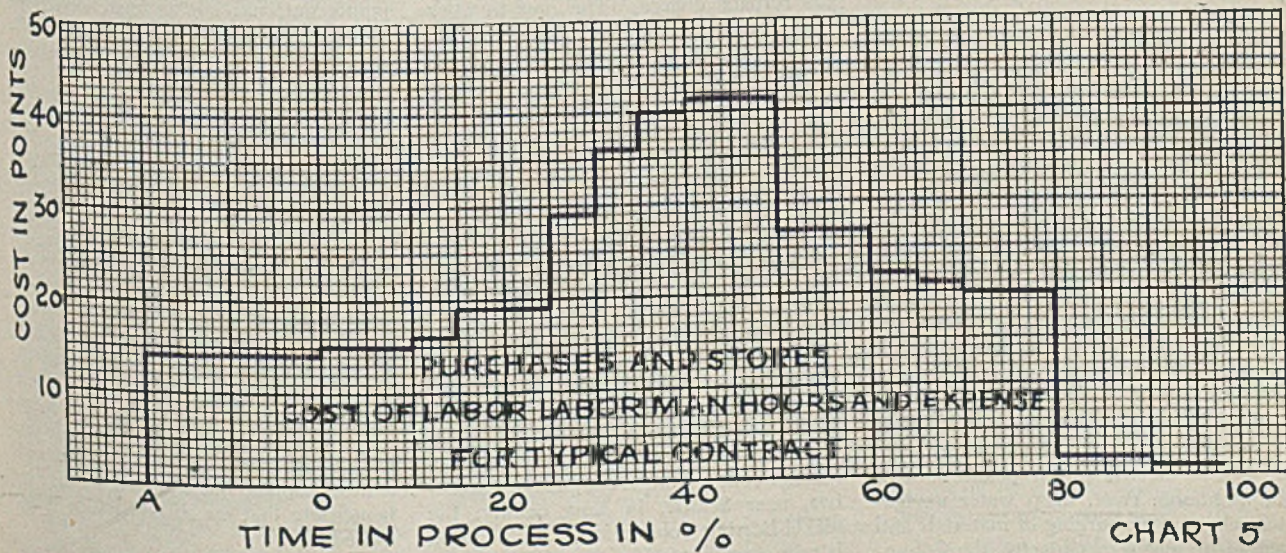 50
40
30
20
10
COST IN POINTS
PURCHASES AND STORES
COST OF LABOR LABOR MAN HOURS AND EXPENSE
FOR TYPICAL CONTRACT
A 0 20 40 60 80 100
TIME IN PROCESS IN %
CHART 5